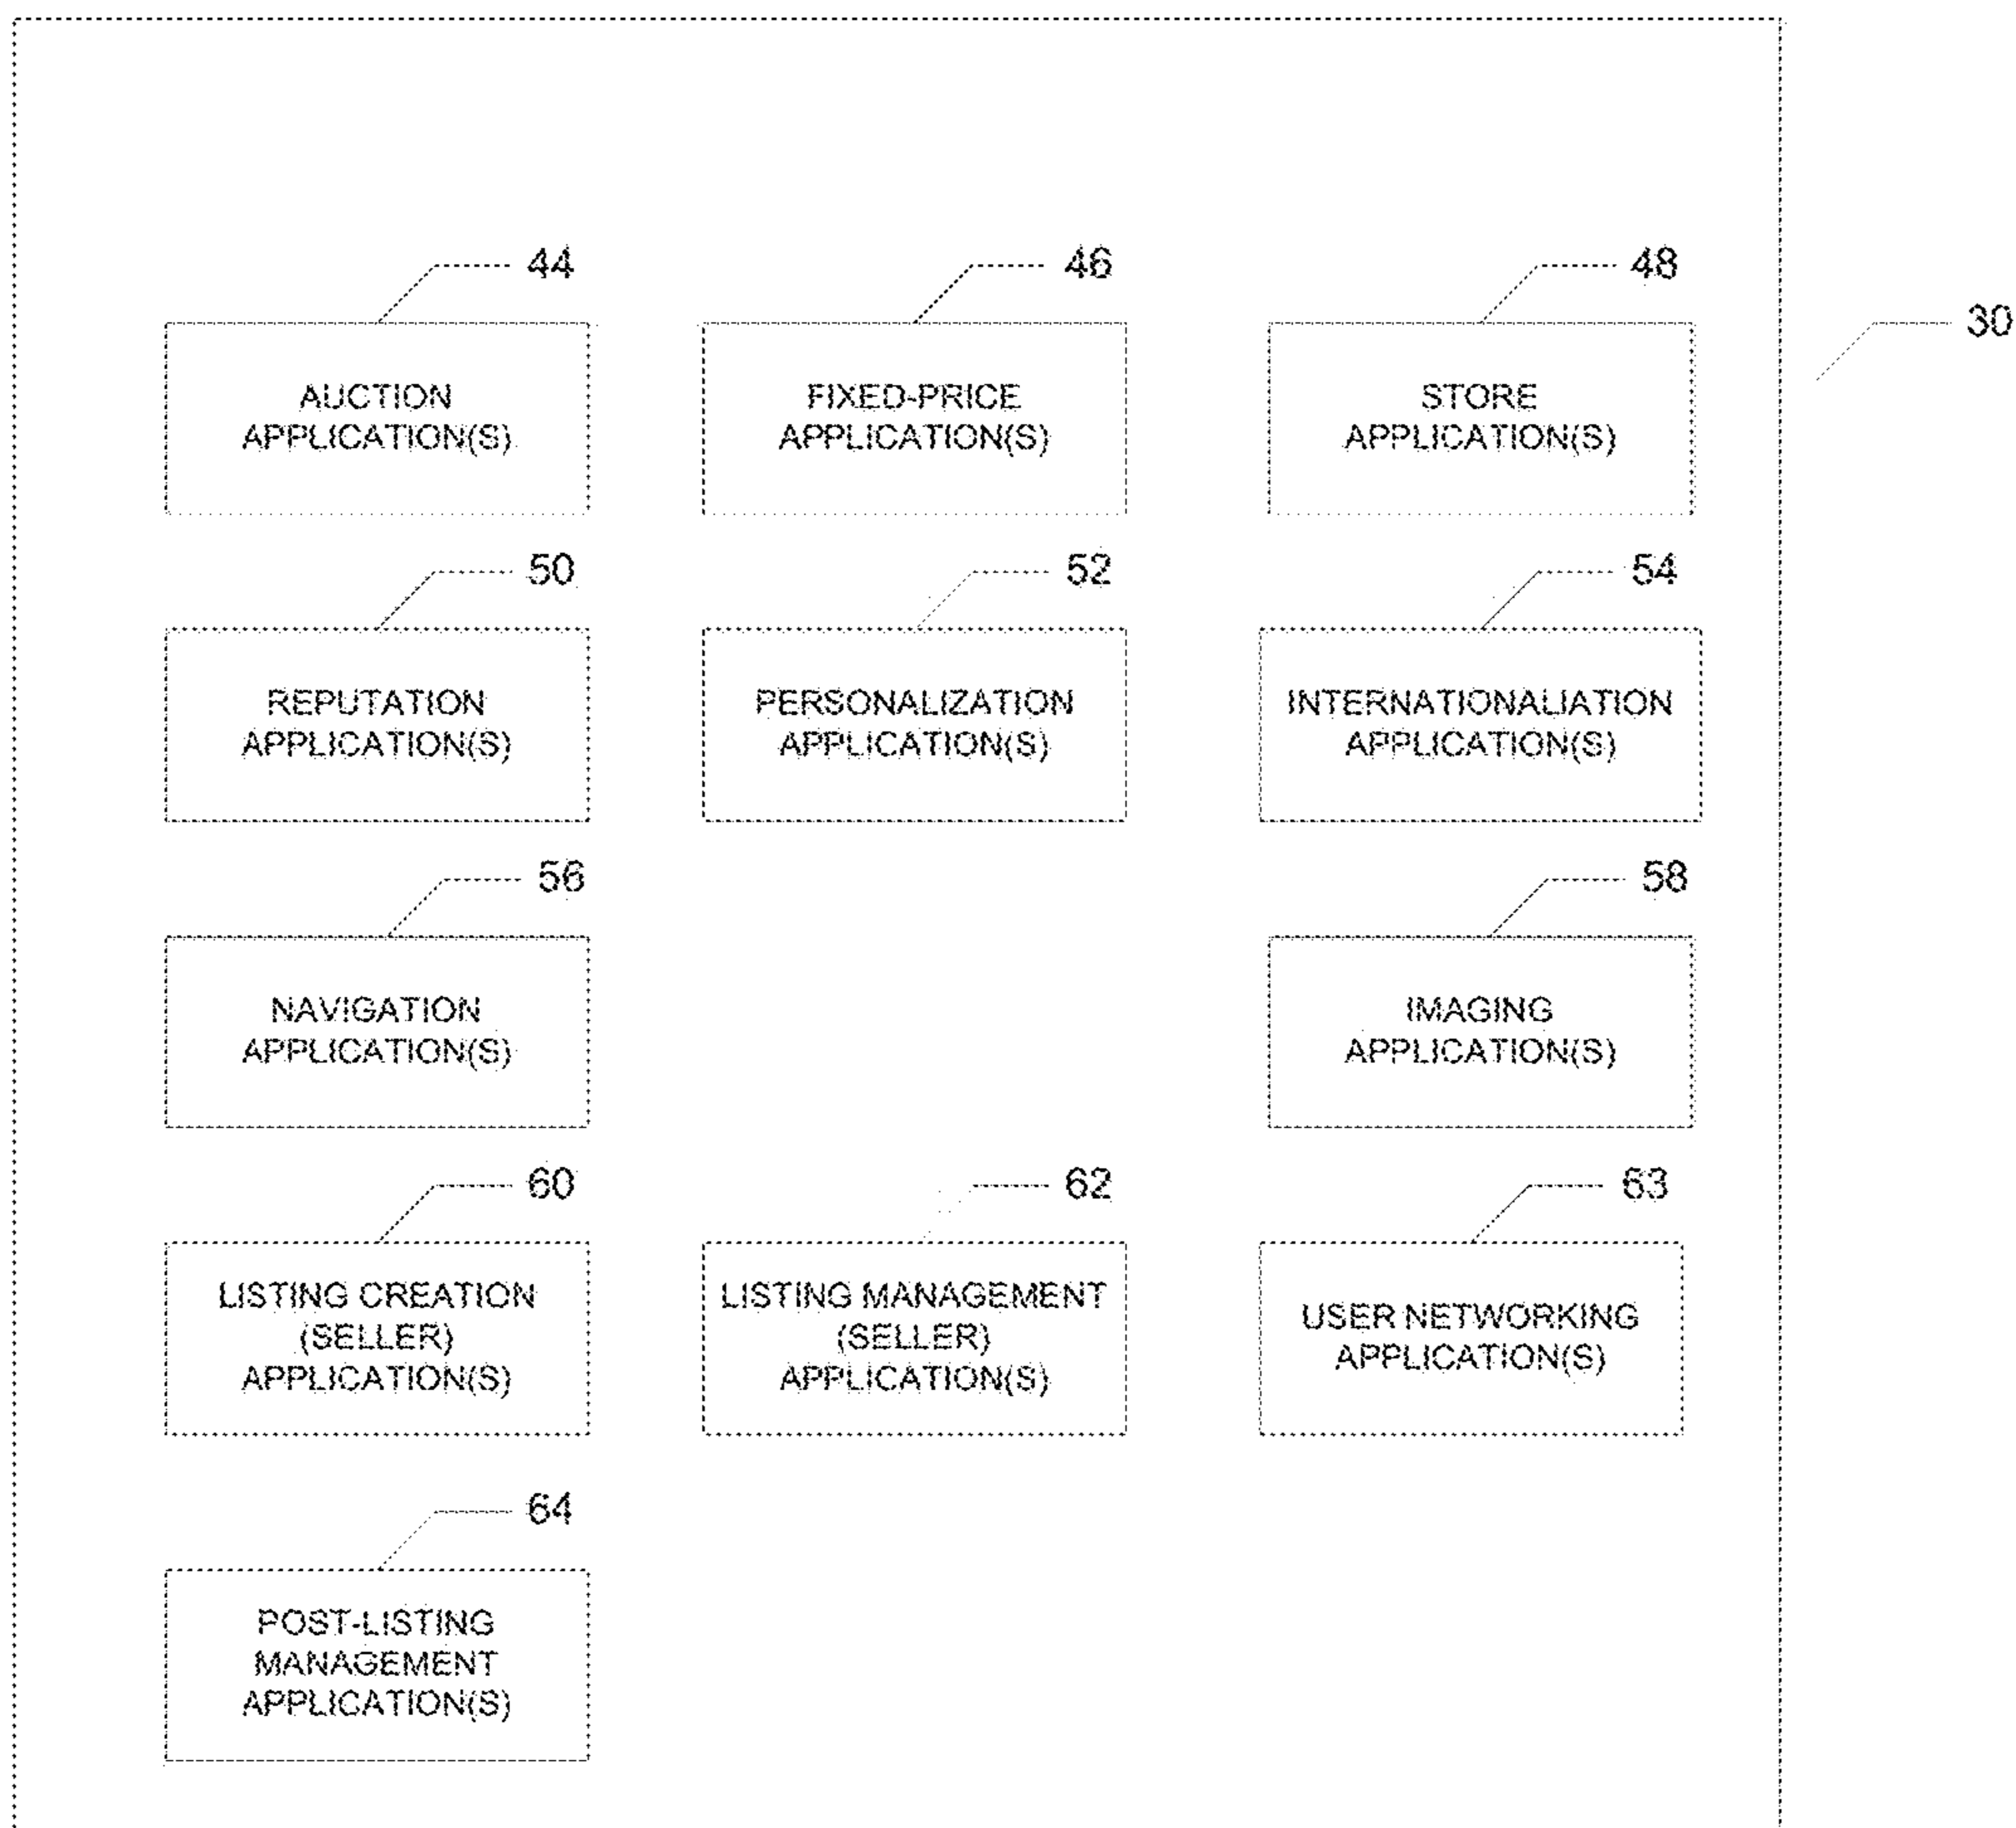 44
46
48
30
AUCTION
APPLICATION(S)
FIXED-PRICE
APPLICATION(S)
STORE
APPLICATION(S)
50
52
54
REPUTATION
APPLICATION(S)
PERSONALIZATION
APPLICATION(S)
INTERNATIONALIATION
APPLICATION(S)
56
58
NAVIGATION
APPLICATION(S)
IMAGING
APPLICATION(S)
60
62
63
LISTING CREATION
(SELLER)
APPLICATION(S)
LISTING MANAGEMENT
(SELLER)
APPLICATION(S)
USER NETWORKING
APPLICATION(S)
64
POST-LISTING
MANAGEMENT
APPLICATION(S)